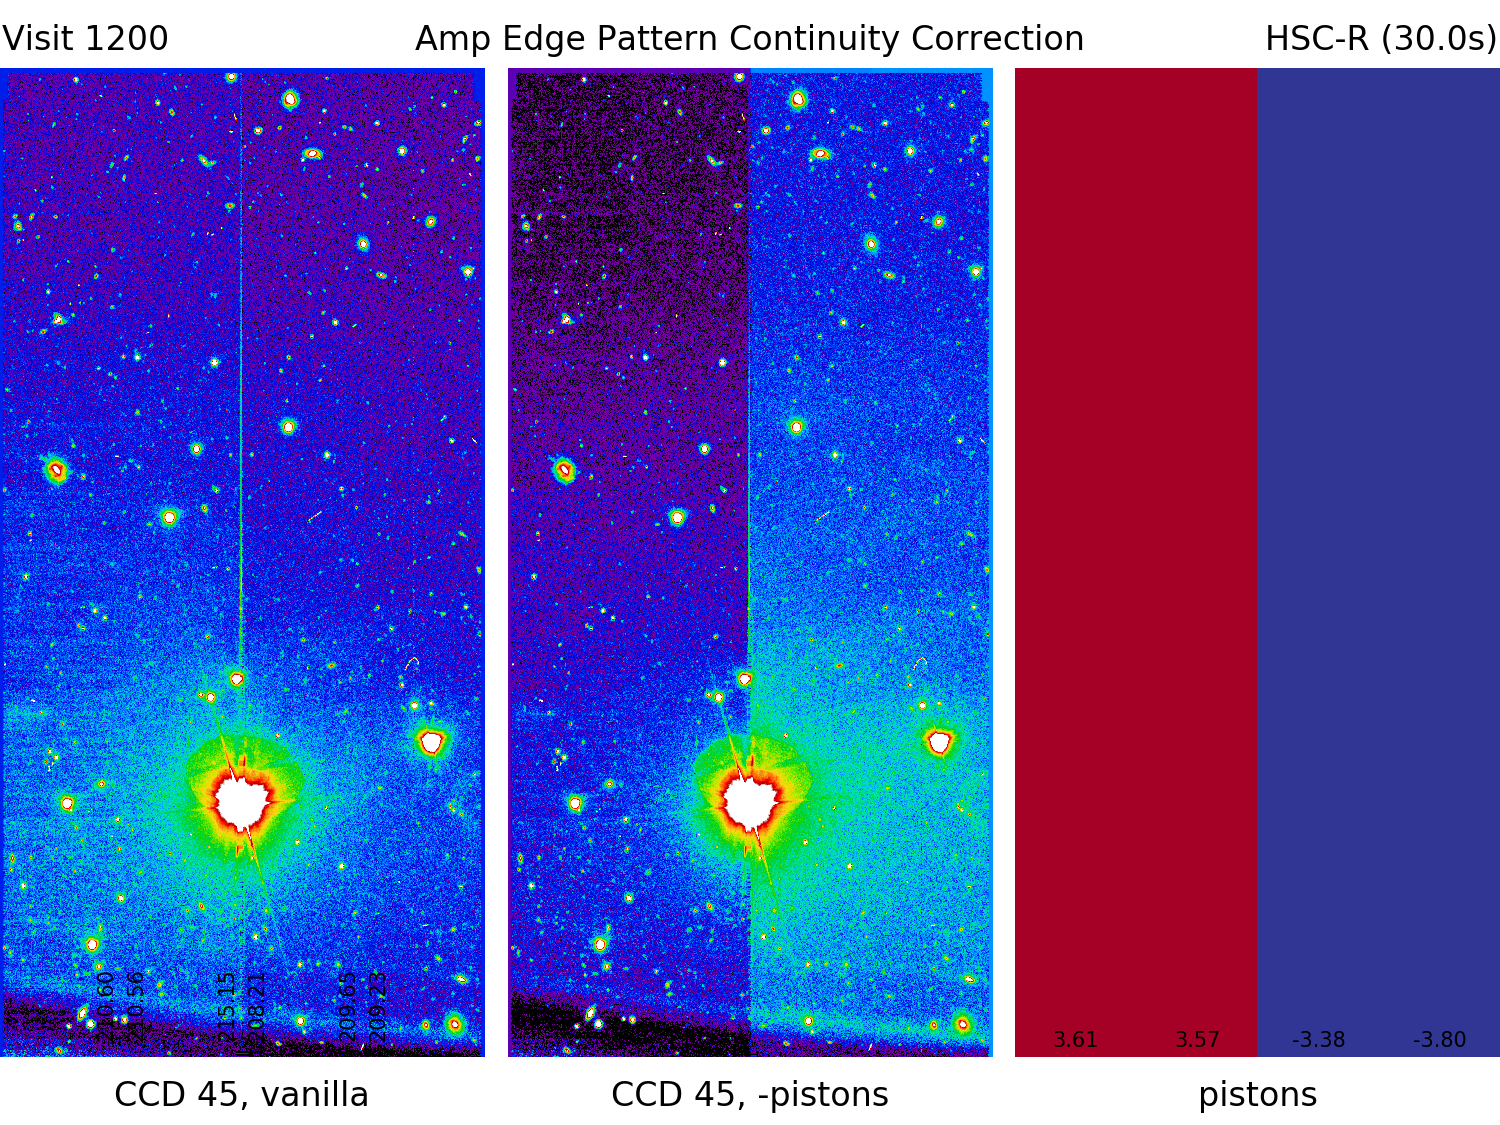 Visit 1200 Amp Edge Pattern Continuity Correction HSC-R (30.0s)
210.60
210.56
215.15
208.21
209.65
209.23
3.61 3.57 -3.38 -3.80
CCD 45, vanilla CCD 45, -pistons pistons